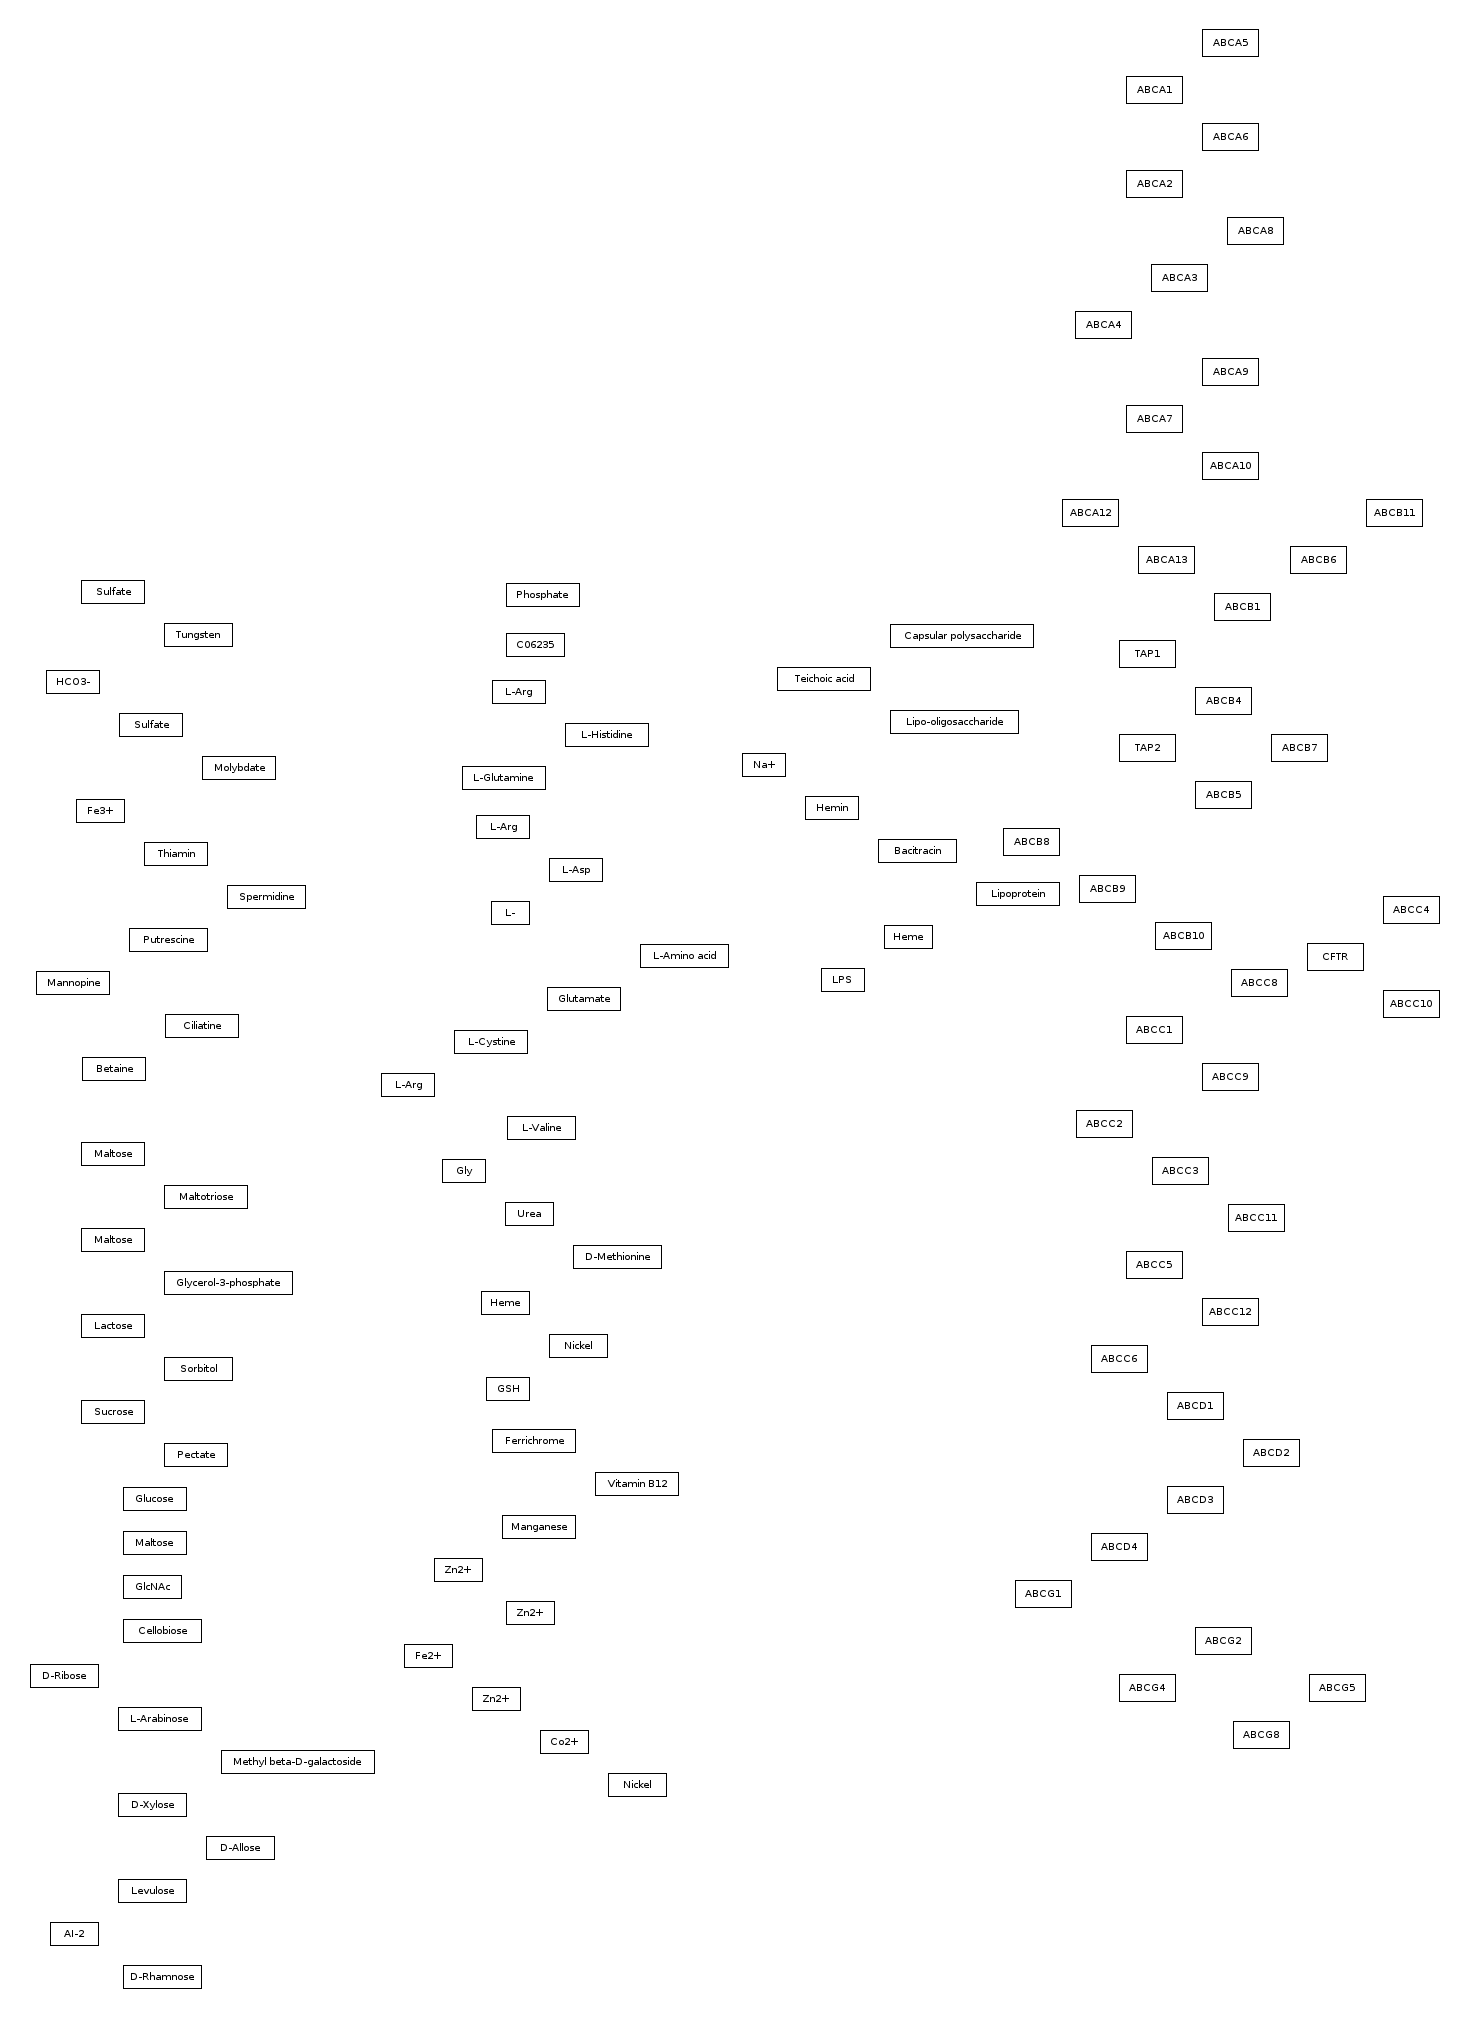 ABCA5
ABCA1
ABCA6
ABCA2
ABCA8
ABCA3
ABCA4
ABCA9
ABCA7
ABCA10
ABCA12
ABCB11
ABCA13
ABCB6
Sulfate
Phosphate
ABCB1
Tungsten
Capsular polysaccharide
C06235
TAP1
Teichoic acid
HCO3-
L-Arg
ABCB4
Lipo-oligosaccharide
Sulfate
L-Histidine
TAP2
ABCB7
Na+
Molybdate
L-Glutamine
ABCB5
Hemin
Fe3+
L-Arg
ABCB8
Bacitracin
Thiamin
L-Asp
ABCB9
Lipoprotein
Spermidine
ABCC4
L-
ABCB10
Heme
Putrescine
L-Amino acid
CFTR
LPS
Mannopine
ABCC8
Glutamate
ABCC10
Ciliatine
ABCC1
L-Cystine
Betaine
ABCC9
L-Arg
ABCC2
L-Valine
Maltose
Gly
ABCC3
Maltotriose
Urea
ABCC11
Maltose
D-Methionine
ABCC5
Glycerol-3-phosphate
Heme
ABCC12
Lactose
Nickel
ABCC6
Sorbitol
GSH
ABCD1
Sucrose
Ferrichrome
ABCD2
Pectate
Vitamin B12
Glucose
ABCD3
Manganese
Maltose
ABCD4
Zn2+
GlcNAc
ABCG1
Zn2+
Cellobiose
ABCG2
Fe2+
D-Ribose
ABCG4
ABCG5
Zn2+
L-Arabinose
ABCG8
Co2+
Methyl beta-D-galactoside
Nickel
D-Xylose
D-Allose
Levulose
AI-2
D-Rhamnose